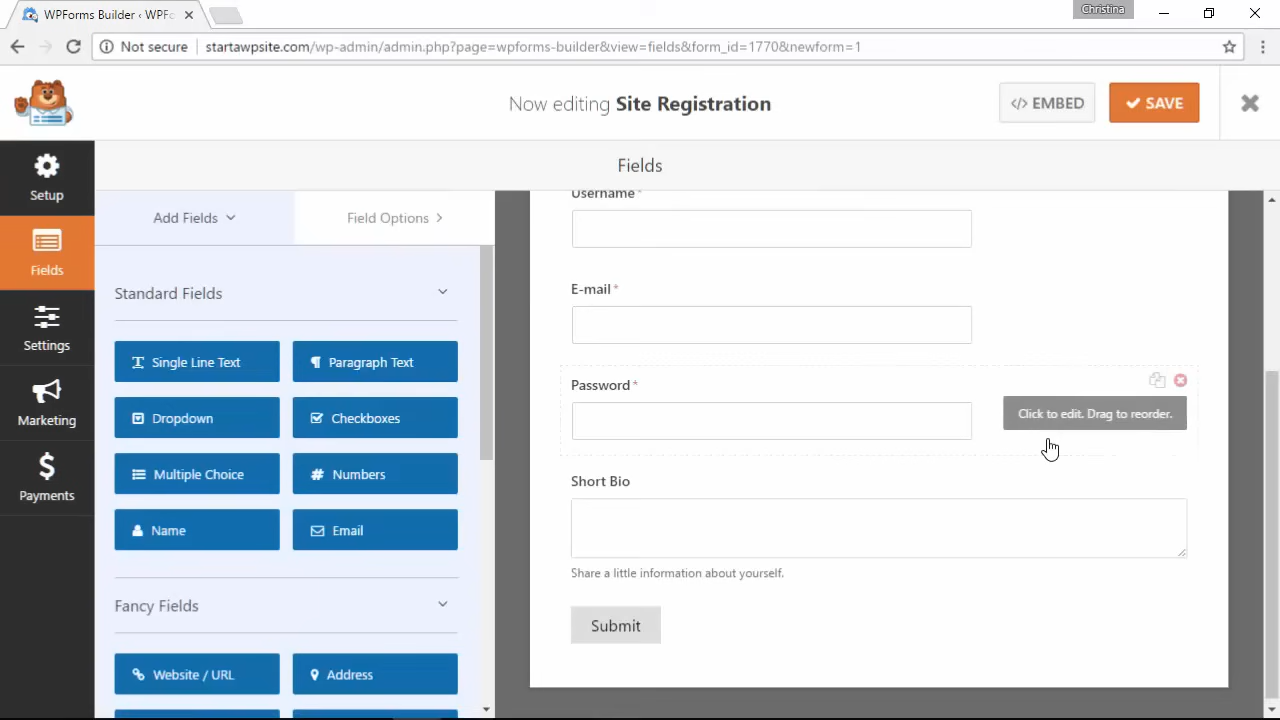 WPForms Builder ‹ WPFo
Christina
Not secure
startawpsite.com/wp-admin/admin.php?page=wpforms-builder&view=fields&form_id=1770&newform=1
Now editing Site Registration
</> EMBED
SAVE
Setup
Fields
Settings
Marketing
Payments
Fields
Add Fields
Field Options
Standard Fields
Single Line Text
Paragraph Text
Dropdown
Checkboxes
Multiple Choice
Numbers
Name
Email
Fancy Fields
Website / URL
Address
Username *
E-mail *
Password *
Click to edit. Drag to reorder.
Short Bio
Share a little information about yourself.
Submit